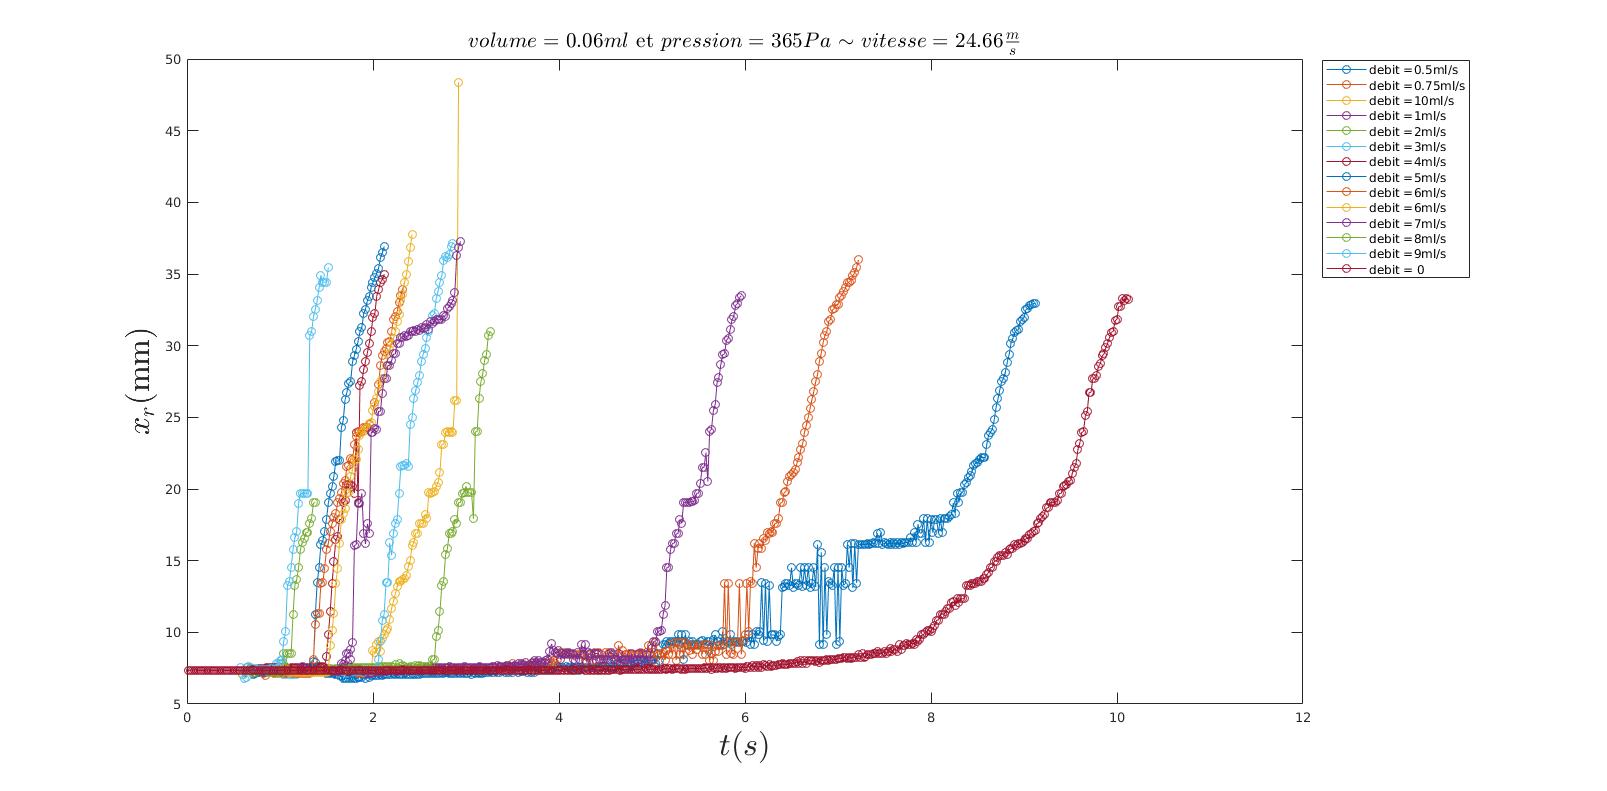 volume = 0.06ml et pression = 365Pa ∼ vitesse = 24.66 m/s
50
45
40
35
30
25
20
15
10
5
x_r(mm)
0 2 4 6 8 10 12
t(s)
debit =0.5ml/s
debit =0.75ml/s
debit =10ml/s
debit =1ml/s
debit =2ml/s
debit =3ml/s
debit =4ml/s
debit =5ml/s
debit =6ml/s
debit =6ml/s
debit =7ml/s
debit =8ml/s
debit =9ml/s
debit = 0